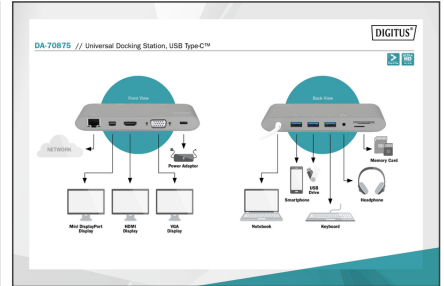 DIGITUS®
DA-70875 // Universal Docking Station, USB Type-C™
Front View
Back View
NETWORK
Power Adapter
Mini DisplayPort
Display
HDMI
Display
VGA
Display
Memory Card
Smartphone
USB
Drive
Headphone
Notebook
Keyboard